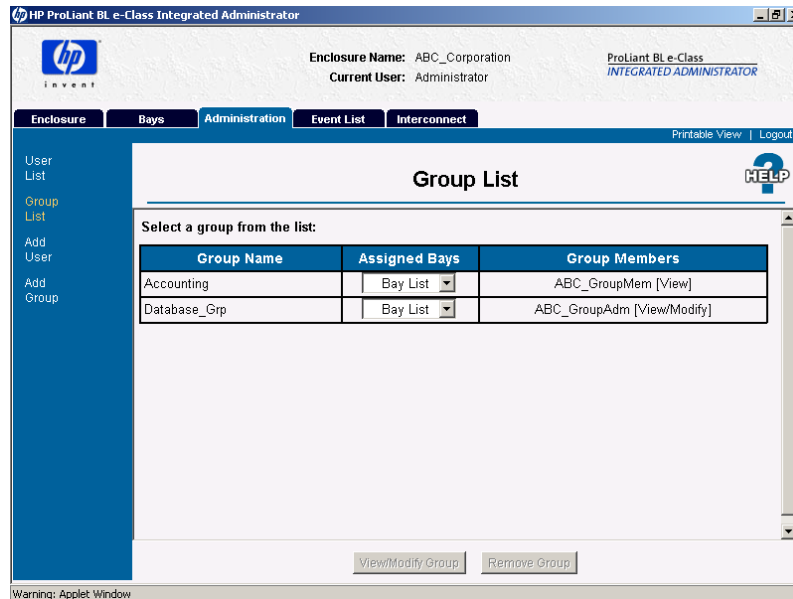 HP ProLiant BL e-Class Integrated Administrator
hp
invent
Enclosure Name: ABC_Corporation
Current User: Administrator
ProLiant BL e-Class
INTEGRATED ADMINISTRATOR
Enclosure Bays Administration Event List Interconnect
Printable View | Logout
User
List
Group
List
Add
User
Add
Group
Group List
HELP
Select a group from the list:
Group Name Assigned Bays Group Members
Accounting Bay List ABC_GroupMem [View]
Database_Grp Bay List ABC_GroupAdm [View/Modify]
View/Modify Group Remove Group
Warning: Applet Window